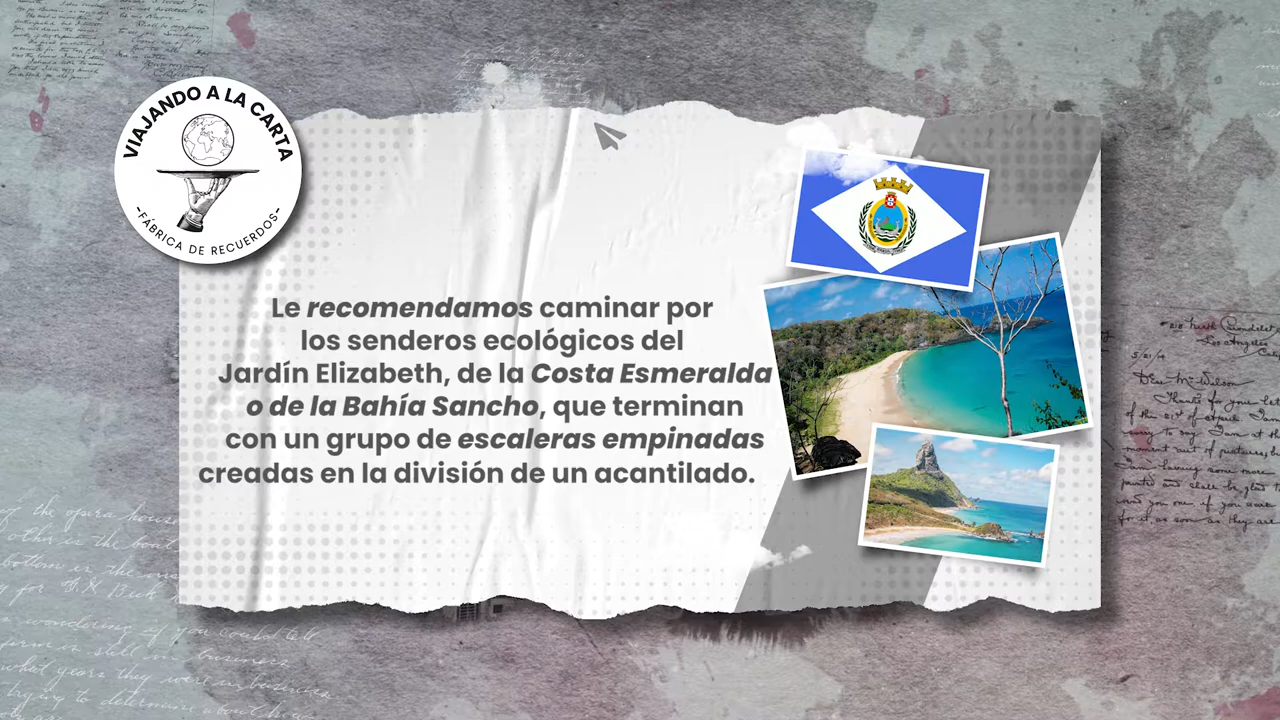 VIAJANDO A LA CARTA
-FÁBRICA DE RECUERDOS-
Le recomendamos caminar por
los senderos ecológicos del
Jardín Elizabeth, de la Costa Esmeralda
o de la Bahía Sancho, que terminan
con un grupo de escaleras empinadas
creadas en la división de un acantilado.